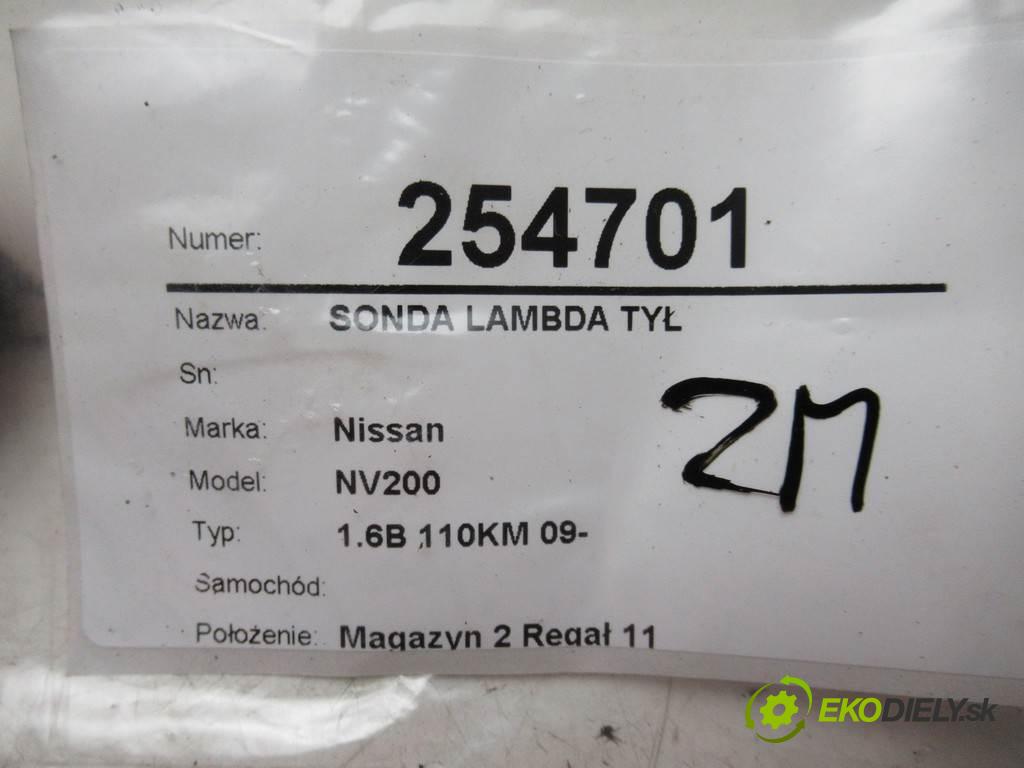 Numer: 254701
Nazwa: SONDA LAMBDA TYŁ
Sn:
Marka: Nissan
Model: NV200
Typ: 1.6B 110KM 09-
Samochód:
Położenie: Magazyn 2 Regał 11
ZM
EKODIELY.sk